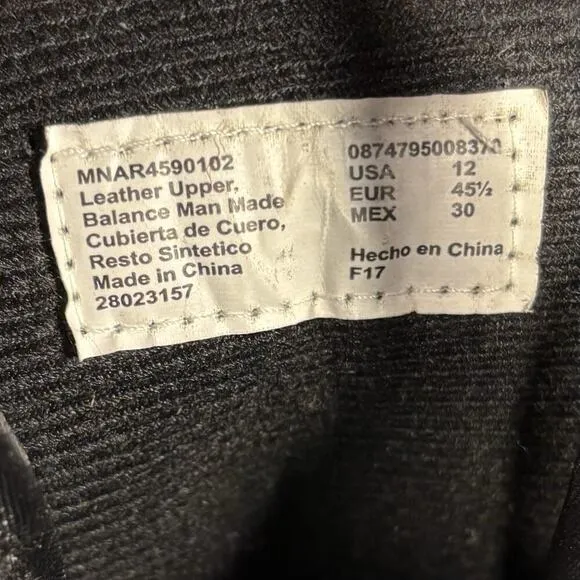 MNAR4590102
Leather Upper,
Balance Man Made
Cubierta de Cuero,
Resto Sintetico
Made in China
28023157
USA 12
EUR 45½
MEX 30
Hecho en China
F17